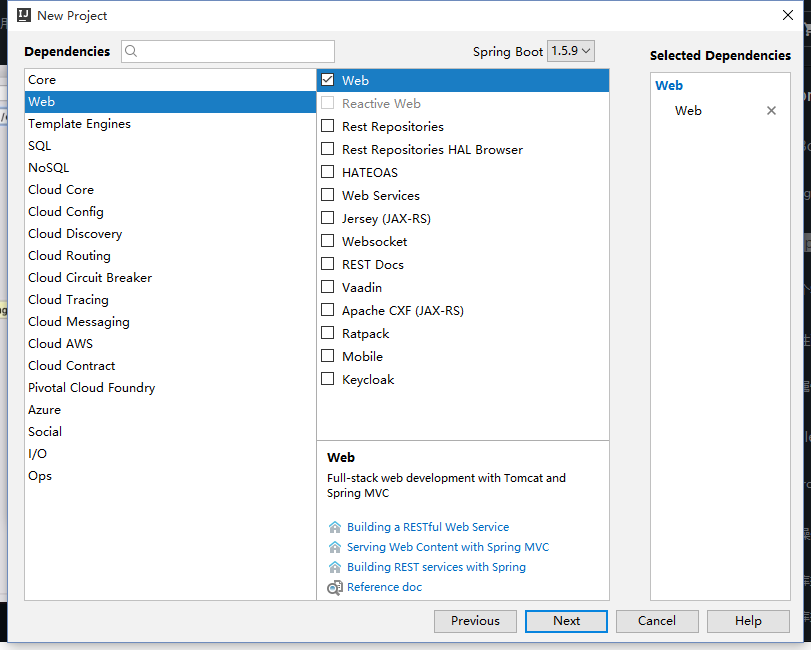 New Project
Dependencies
Spring Boot 1.5.9
Selected Dependencies
Core
Web
Template Engines
SQL
NoSQL
Cloud Core
Cloud Config
Cloud Discovery
Cloud Routing
Cloud Circuit Breaker
Cloud Tracing
Cloud Messaging
Cloud AWS
Cloud Contract
Pivotal Cloud Foundry
Azure
Social
I/O
Ops
Web
Reactive Web
Rest Repositories
Rest Repositories HAL Browser
HATEOAS
Web Services
Jersey (JAX-RS)
Websocket
REST Docs
Vaadin
Apache CXF (JAX-RS)
Ratpack
Mobile
Keycloak
Web
Full-stack web development with Tomcat and
Spring MVC
Building a RESTful Web Service
Serving Web Content with Spring MVC
Building REST services with Spring
Reference doc
Web
Web
Previous
Next
Cancel
Help